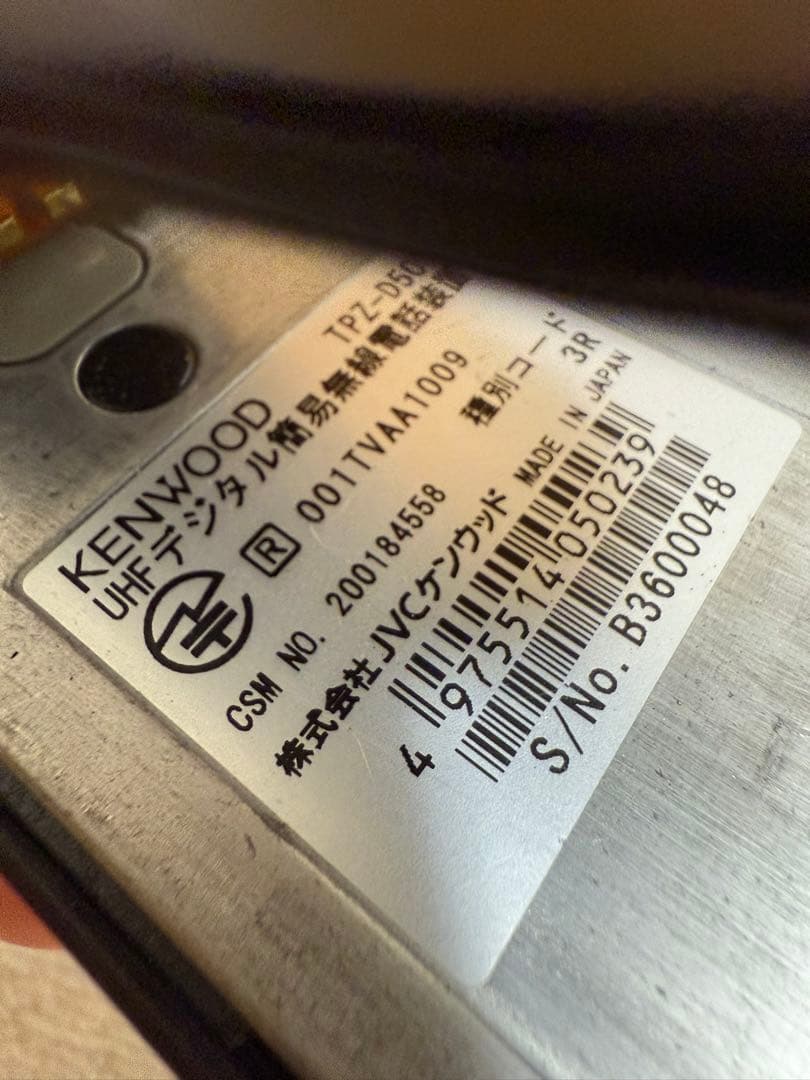 KENWOOD TPZ-D50
UHFデジタル簡易無線電話装置
R 001TVAA1009 種別コード
3R
CSM NO. 200184558
株式会社 JVCケンウッド MADE IN JAPAN
4 975514 050239
S/No. B3600048